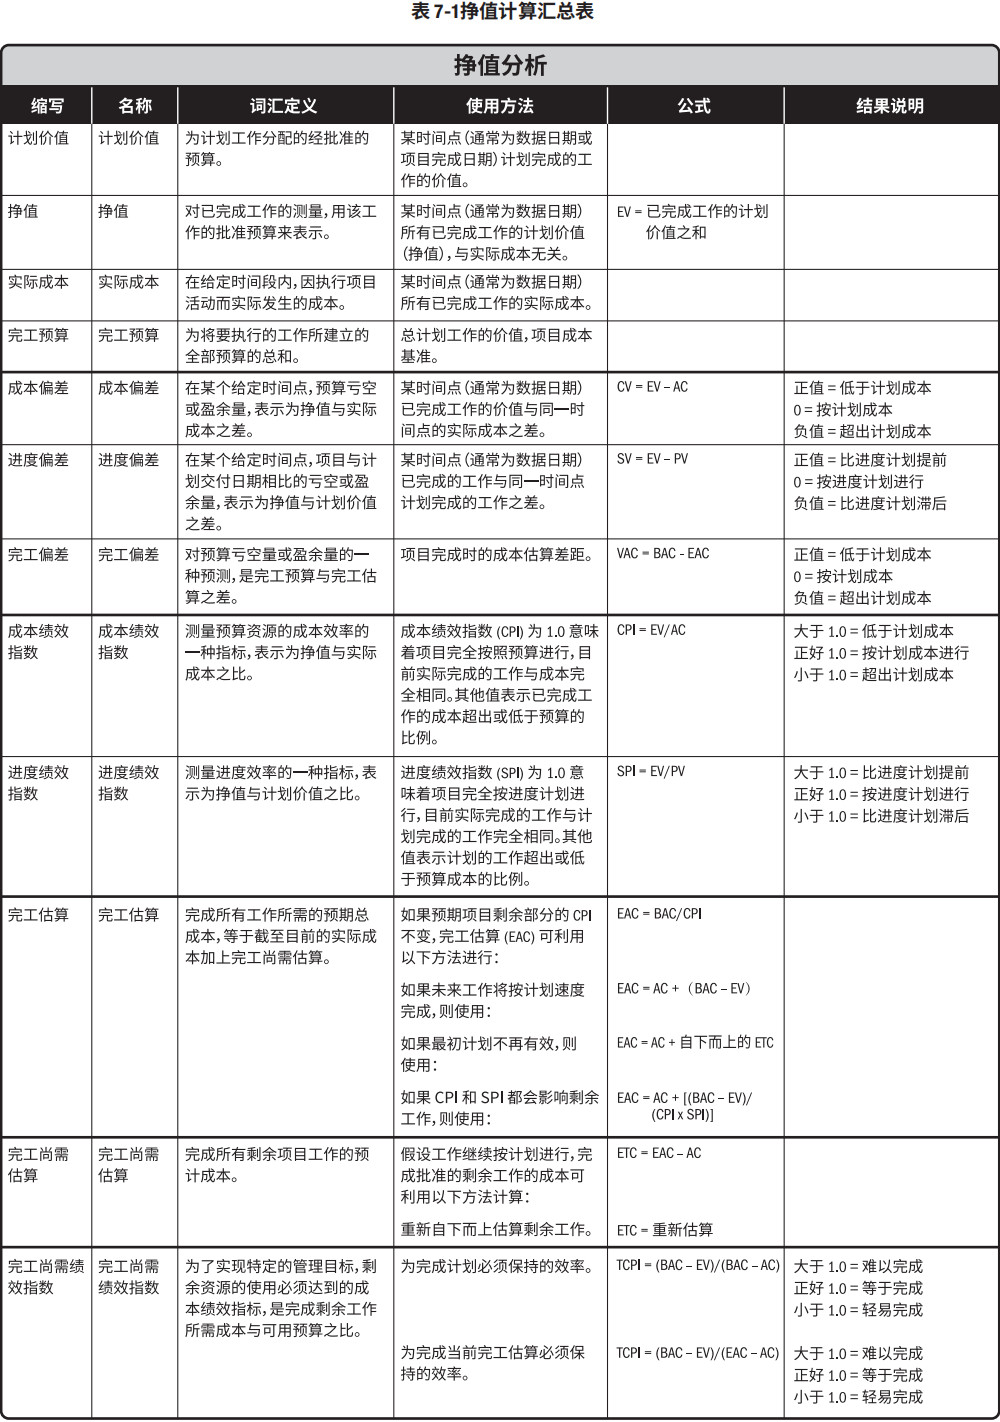 表 7-1挣值计算汇总表
挣值分析
缩写 名称 词汇定义 使用方法 公式 结果说明
计划价值 计划价值 为计划工作分配的经批准的 某时间点（通常为数据日期或
预算。 项目完成日期）计划完成的工
作的价值。
挣值 挣值 对已完成工作的测量，用该工 某时间点（通常为数据日期） EV = 已完成工作的计划
作的批准预算来表示。 所有已完成工作的计划价值 价值之和
（挣值），与实际成本无关。
实际成本 实际成本 在给定时间段内，因执行项目 某时间点（通常为数据日期）
活动而实际发生的成本。 所有已完成工作的实际成本。
完工预算 完工预算 为将要执行的工作所建立的 总计划工作的价值，项目成本
全部预算的总和。 基准。
成本偏差 成本偏差 在某个给定时间点，预算亏空 某时间点（通常为数据日期） CV = EV – AC 正值 = 低于计划成本
或盈余量，表示为挣值与实际 已完成工作的价值与同一时 0 = 按计划成本
成本之差。 间点的实际成本之差。 负值 = 超出计划成本
进度偏差 进度偏差 在某个给定时间点，项目与计 某时间点（通常为数据日期） SV = EV – PV 正值 = 比进度计划提前
划交付日期相比的亏空或盈 已完成的工作与同一时间点 0 = 按进度计划进行
余量，表示为挣值与计划价值 计划完成的工作之差。 负值 = 比进度计划滞后
之差。
完工偏差 完工偏差 对预算亏空量或盈余量的一 项目完成时的成本估算差距。 VAC = BAC - EAC 正值 = 低于计划成本
种预测，是完工预算与完工估 0 = 按计划成本
算之差。 负值 = 超出计划成本
成本绩效 成本绩效 测量预算资源的成本效率的 成本绩效指数 (CPI) 为 1.0 意味 CPI = EV/AC 大于 1.0 = 低于计划成本
指数 指数 一种指标，表示为挣值与实际 着项目完全按照预算进行，目 正好 1.0 = 按计划成本进行
成本之比。 前实际完成的工作与成本完 小于 1.0 = 超出计划成本
全相同。其他值表示已完成工
作的成本超出或低于预算的
比例。
进度绩效 进度绩效 测量进度效率的一种指标，表 进度绩效指数 (SPI) 为 1.0 意 SPI = EV/PV 大于 1.0 = 比进度计划提前
指数 指数 示为挣值与计划价值之比。 味着项目完全按进度计划进 正好 1.0 = 按进度计划进行
行，目前实际完成的工作与计 小于 1.0 = 比进度计划滞后
划完成的工作完全相同。其他
值表示计划的工作超出或低
于预算成本的比例。
完工估算 完工估算 完成所有工作所需的预期总 如果预期项目剩余部分的 CPI EAC = BAC/CPI
成本，等于截至目前的实际成 不变，完工估算 (EAC) 可利用
本加上完工尚需估算。 以下方法进行：
如果未来工作将按计划速度 EAC = AC +（BAC – EV）
完成，则使用：
如果最初计划不再有效，则 EAC = AC + 自下而上的 ETC
使用：
如果 CPI 和 SPI 都会影响剩余 EAC = AC + [(BAC – EV)/
工作，则使用： (CPI x SPI)]
完工尚需 完工尚需 完成所有剩余项目工作的预 假设工作继续按计划进行，完 ETC = EAC – AC
估算 估算 计成本。 成批准的剩余工作的成本可
利用以下方法计算：
重新自下而上估算剩余工作。 ETC = 重新估算
完工尚需绩 完工尚需 为了实现特定的管理目标，剩 为完成计划必须保持的效率。 TCPI = (BAC – EV)/(BAC – AC) 大于 1.0 = 难以完成
效指数 绩效指数 余资源的使用必须达到的成 正好 1.0 = 等于完成
本绩效指标，是完成剩余工作 小于 1.0 = 轻易完成
所需成本与可用预算之比。
为完成当前完工估算必须保 TCPI = (BAC – EV)/(EAC – AC) 大于 1.0 = 难以完成
持的效率。 正好 1.0 = 等于完成
小于 1.0 = 轻易完成